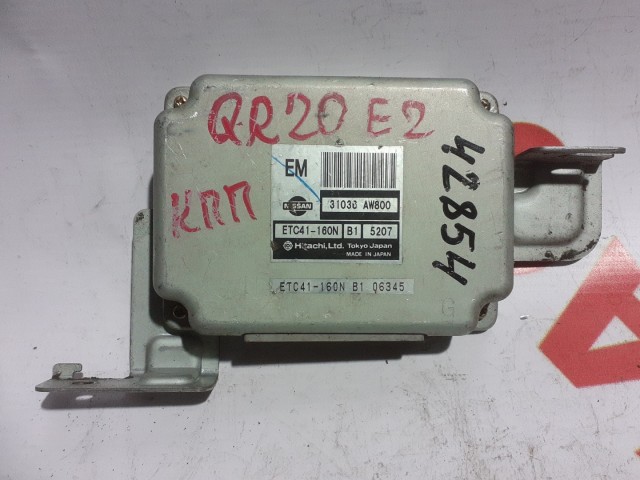 QR20 E2
КПП
42854
EM
NISSAN
31036 AW800
ETC41-160N B1 5207
Hitachi, Ltd. Tokyo Japan
MADE IN JAPAN
ETC41-160N B1 06345
G